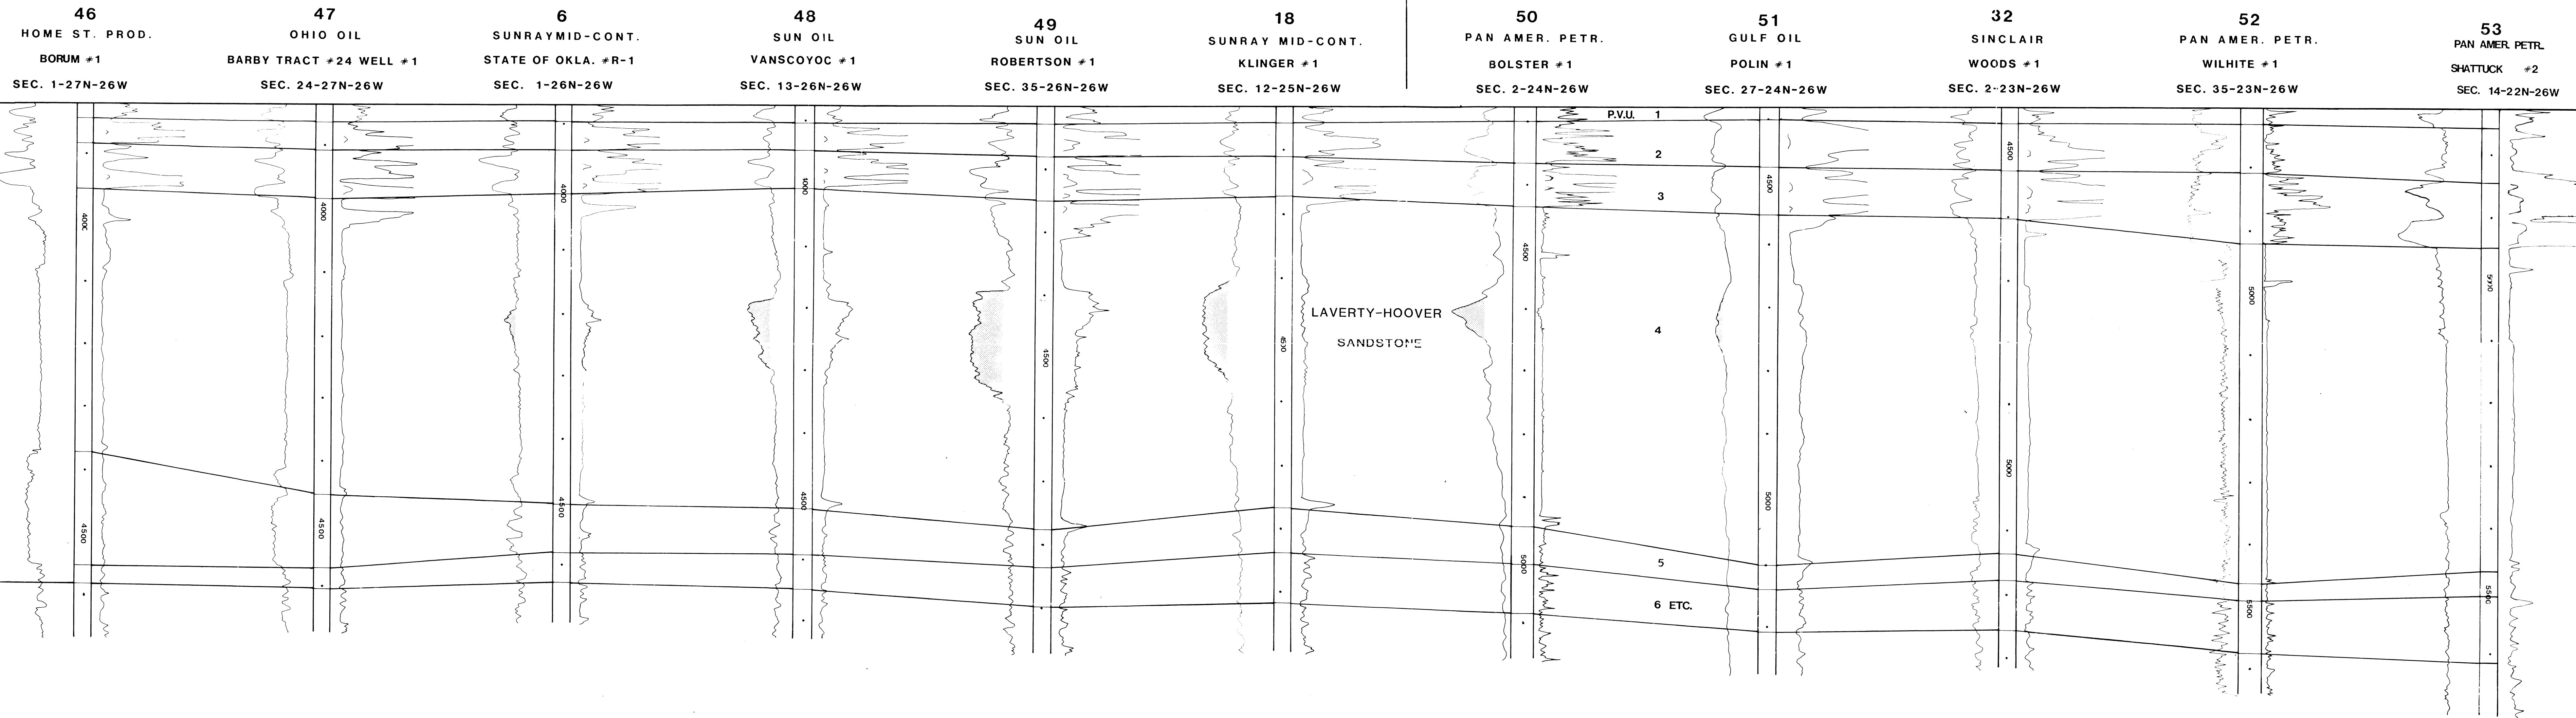 46
HOME ST. PROD.
BORUM #1
SEC. 1-27N-26W
47
OHIO OIL
BARBY TRACT #24 WELL #1
SEC. 24-27N-26W
6
SUNRAYMID-CONT.
STATE OF OKLA. #R-1
SEC. 1-26N-26W
48
SUN OIL
VANSCOYOC #1
SEC. 13-26N-26W
49
SUN OIL
ROBERTSON #1
SEC. 35-26N-26W
18
SUNRAY MID-CONT.
KLINGER #1
SEC. 12-25N-26W
50
PAN AMER. PETR.
BOLSTER #1
SEC. 2-24N-26W
51
GULF OIL
POLIN #1
SEC. 27-24N-26W
32
SINCLAIR
WOODS #1
SEC. 2-23N-26W
52
PAN AMER. PETR.
WILHITE #1
SEC. 35-23N-26W
53
PAN AMER. PETR.
SHATTUCK #2
SEC. 14-22N-26W
P.V.U. 1
2
3
4
5
6 ETC.
LAVERTY-HOOVER
SANDSTONE
4000
4500
4000
4500
4000
4500
4000
4500
4500
4500
4500
5000
4500
5000
4500
5000
5000
5500
5000
5500